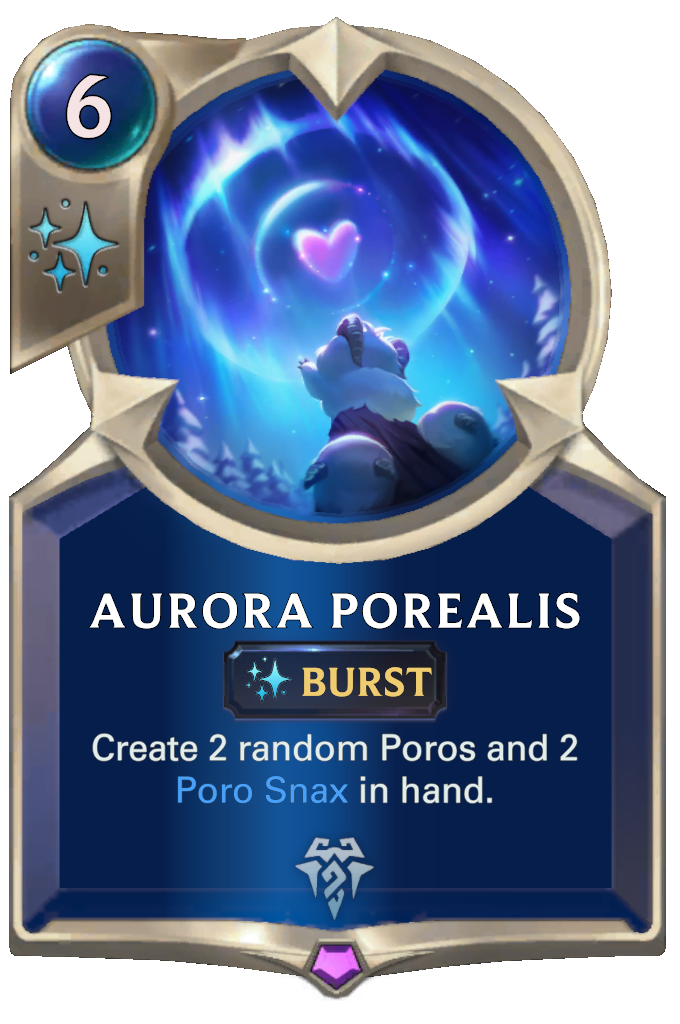 6
AURORA POREALIS
BURST
Create 2 random Poros and 2
Poro Snax in hand.